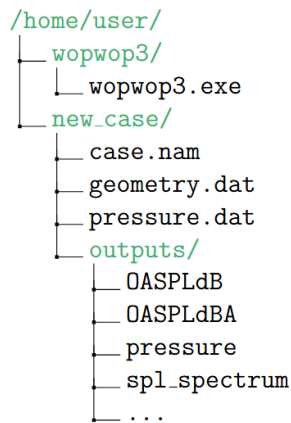 /home/user/
wopwop3/
wopwop3.exe
new_case/
case.nam
geometry.dat
pressure.dat
outputs/
OASPLdB
OASPLdBA
pressure
spl_spectrum
...